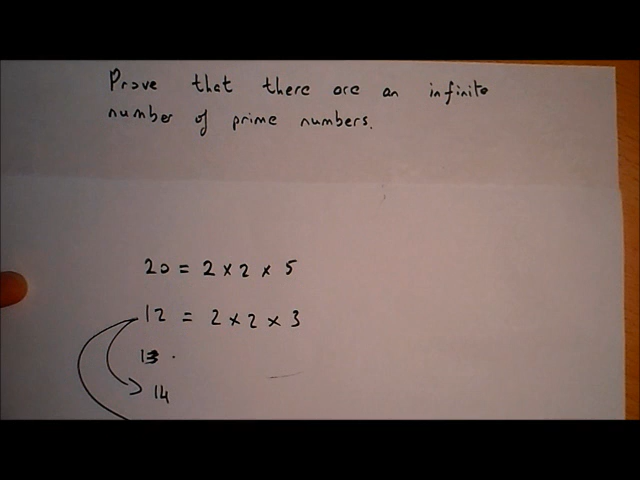 Prove that there are an infinite
number of prime numbers.
20 = 2 × 2 × 5
12 = 2 × 2 × 3
13 .
14